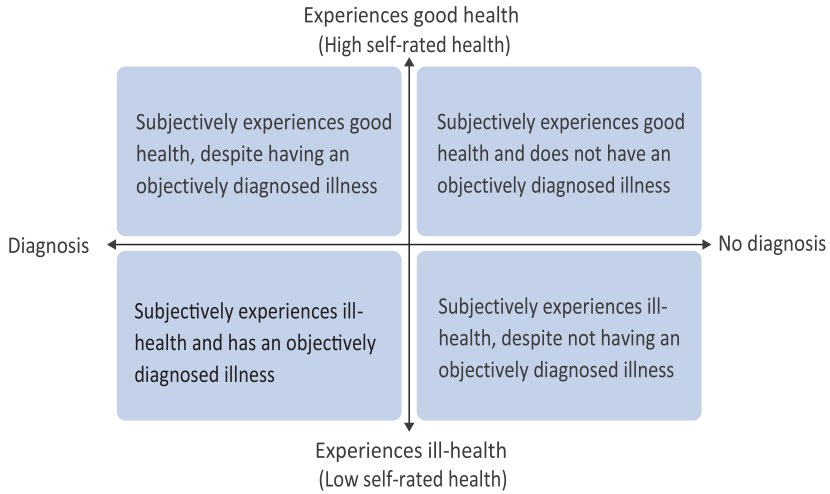 Experiences good health
(High self-rated health)
Subjectively experiences good
health, despite having an
objectively diagnosed illness
Subjectively experiences good
health and does not have an
objectively diagnosed illness
Diagnosis
No diagnosis
Subjectively experiences ill-
health and has an objectively
diagnosed illness
Subjectively experiences ill-
health, despite not having an
objectively diagnosed illness
Experiences ill-health
(Low self-rated health)